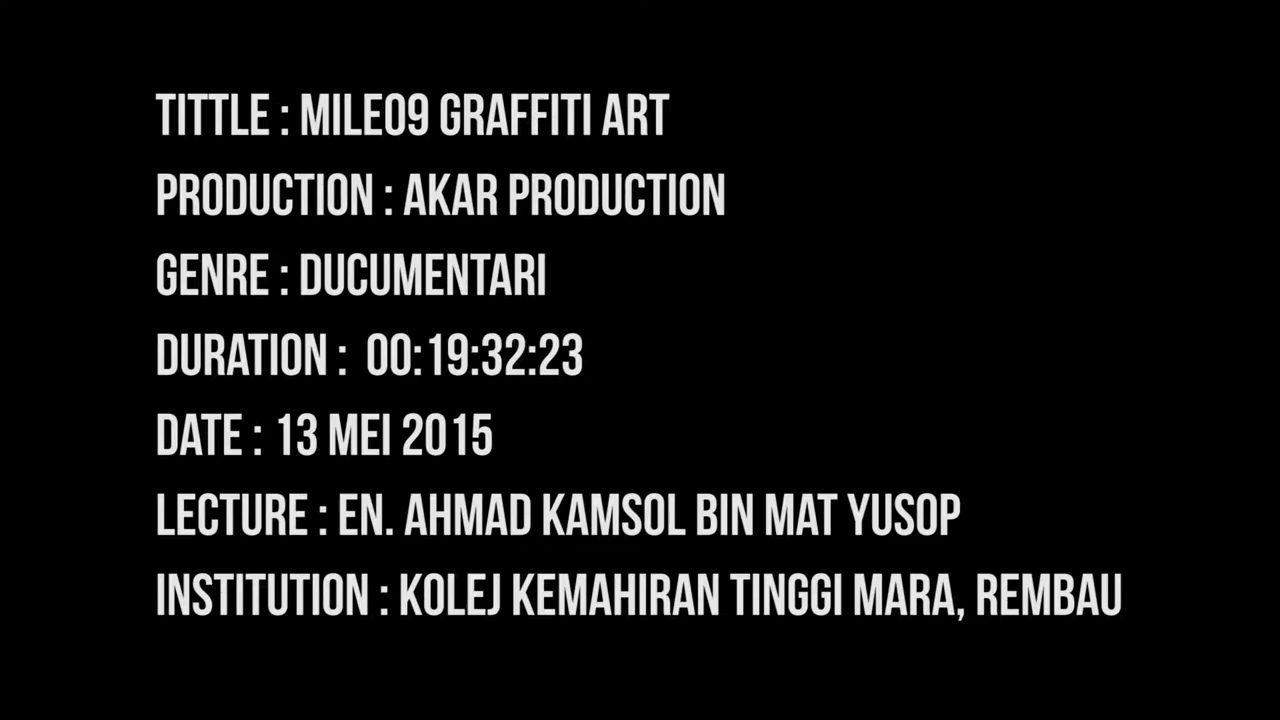 TITTLE : MILE09 GRAFFITI ART
PRODUCTION : AKAR PRODUCTION
GENRE : DUCUMENTARI
DURATION : 00:19:32:23
DATE : 13 MEI 2015
LECTURE : EN. AHMAD KAMSOL BIN MAT YUSOP
INSTITUTION : KOLEJ KEMAHIRAN TINGGI MARA, REMBAU